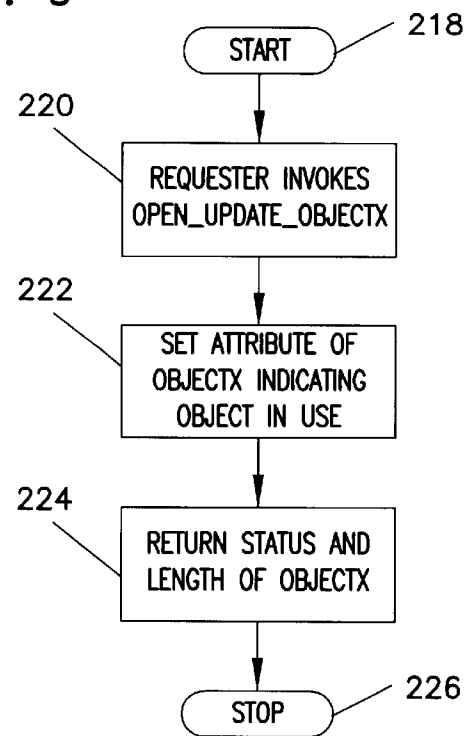 START
218
220
REQUESTER INVOKES
OPEN_UPDATE_OBJECTX
222
SET ATTRIBUTE OF
OBJECTX INDICATING
OBJECT IN USE
224
RETURN STATUS AND
LENGTH OF OBJECTX
STOP
226